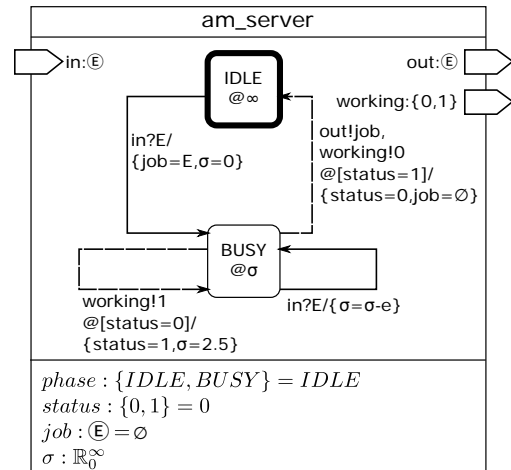 am_server
in:Ⓔ
out:Ⓔ
working:{0,1}
IDLE
@∞
in?E/
{job=E,σ=0}
out!job,
working!0
@[status=1]/
{status=0,job=∅}
BUSY
@σ
working!1
@[status=0]/
{status=1,σ=2.5}
in?E/{σ=σ-e}
phase : {IDLE, BUSY} = IDLE
status : {0, 1} = 0
job : Ⓔ = ∅
σ : ℝ₀^∞